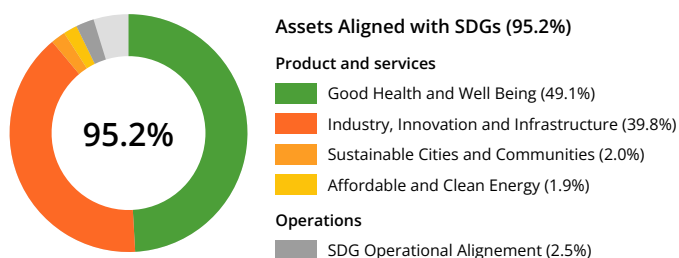 95.2%
Assets Aligned with SDGs (95.2%)
Product and services
Good Health and Well Being (49.1%)
Industry, Innovation and Infrastructure (39.8%)
Sustainable Cities and Communities (2.0%)
Affordable and Clean Energy (1.9%)
Operations
SDG Operational Alignement (2.5%)